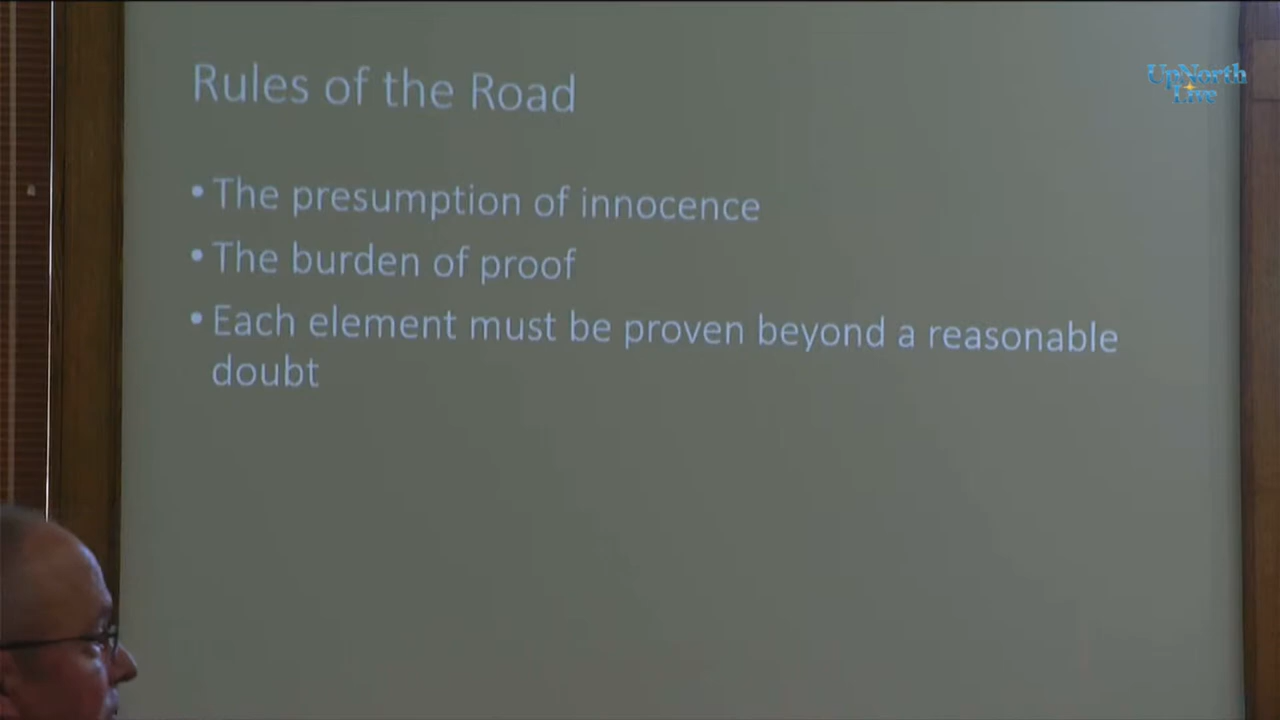 Rules of the Road
UpNorth
Live
• The presumption of innocence
• The burden of proof
• Each element must be proven beyond a reasonable
doubt